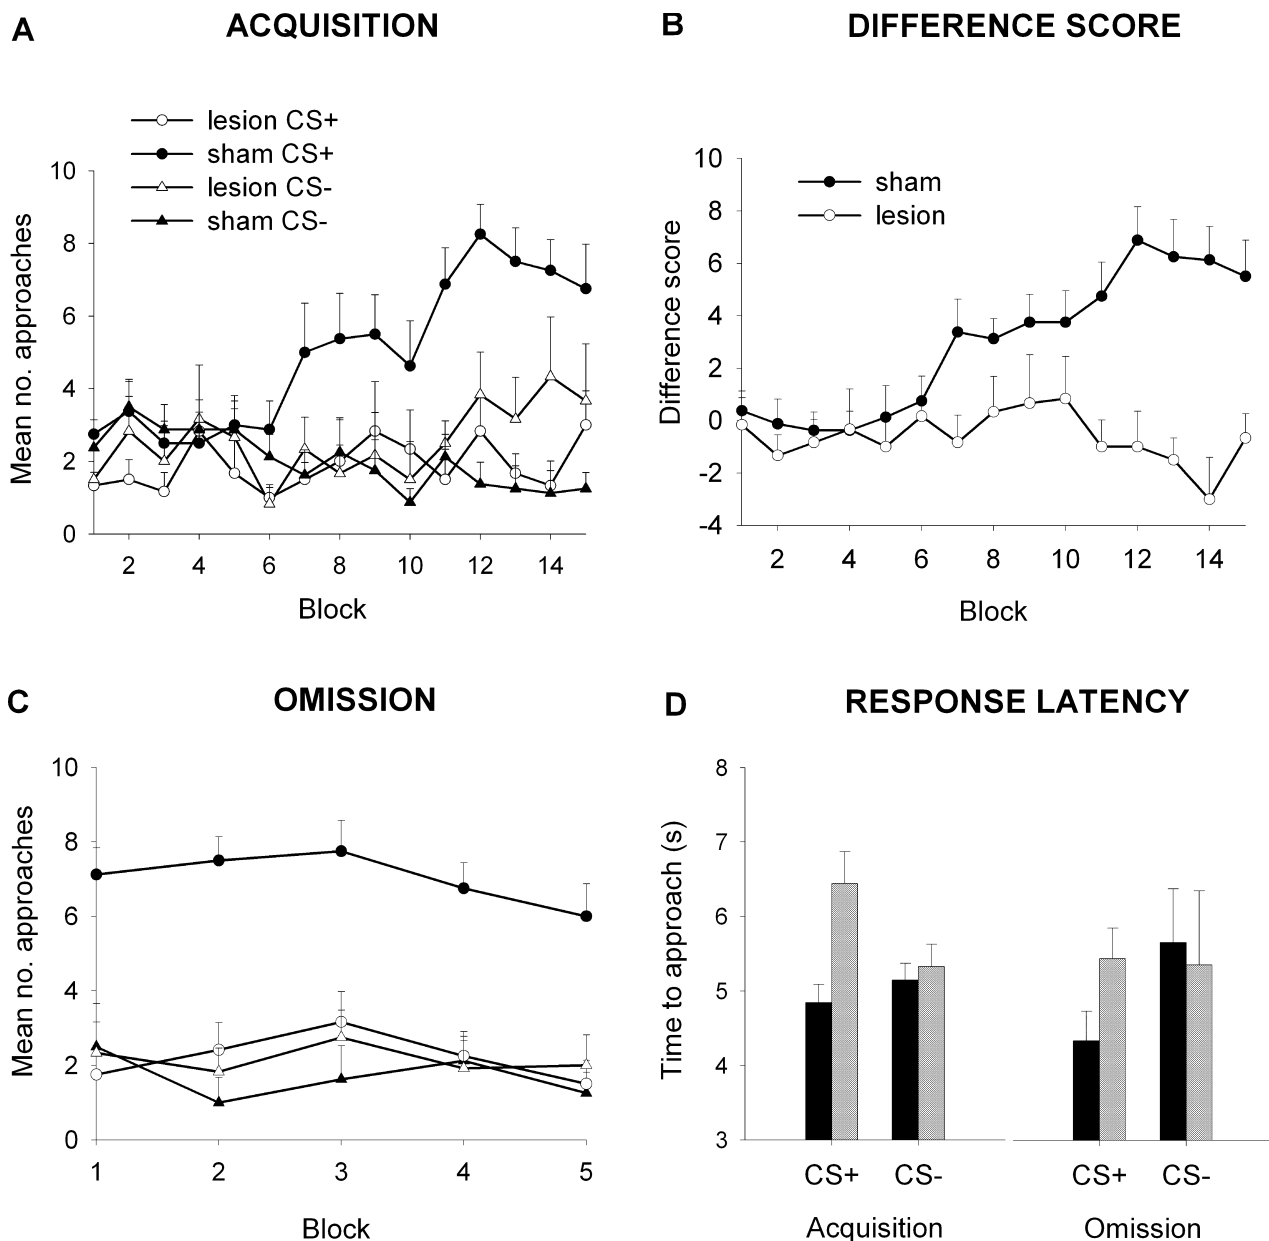 A
ACQUISITION
lesion CS+
sham CS+
lesion CS-
sham CS-
10
8
6
4
2
0
Mean no. approaches
2 4 6 8 10 12 14
Block
B
DIFFERENCE SCORE
sham
lesion
10
8
6
4
2
0
-2
-4
Difference score
2 4 6 8 10 12 14
Block
C
OMISSION
10
8
6
4
2
0
Mean no. approaches
1 2 3 4 5
Block
D
RESPONSE LATENCY
8
7
6
5
4
3
Time to approach (s)
CS+ CS- CS+ CS-
Acquisition Omission